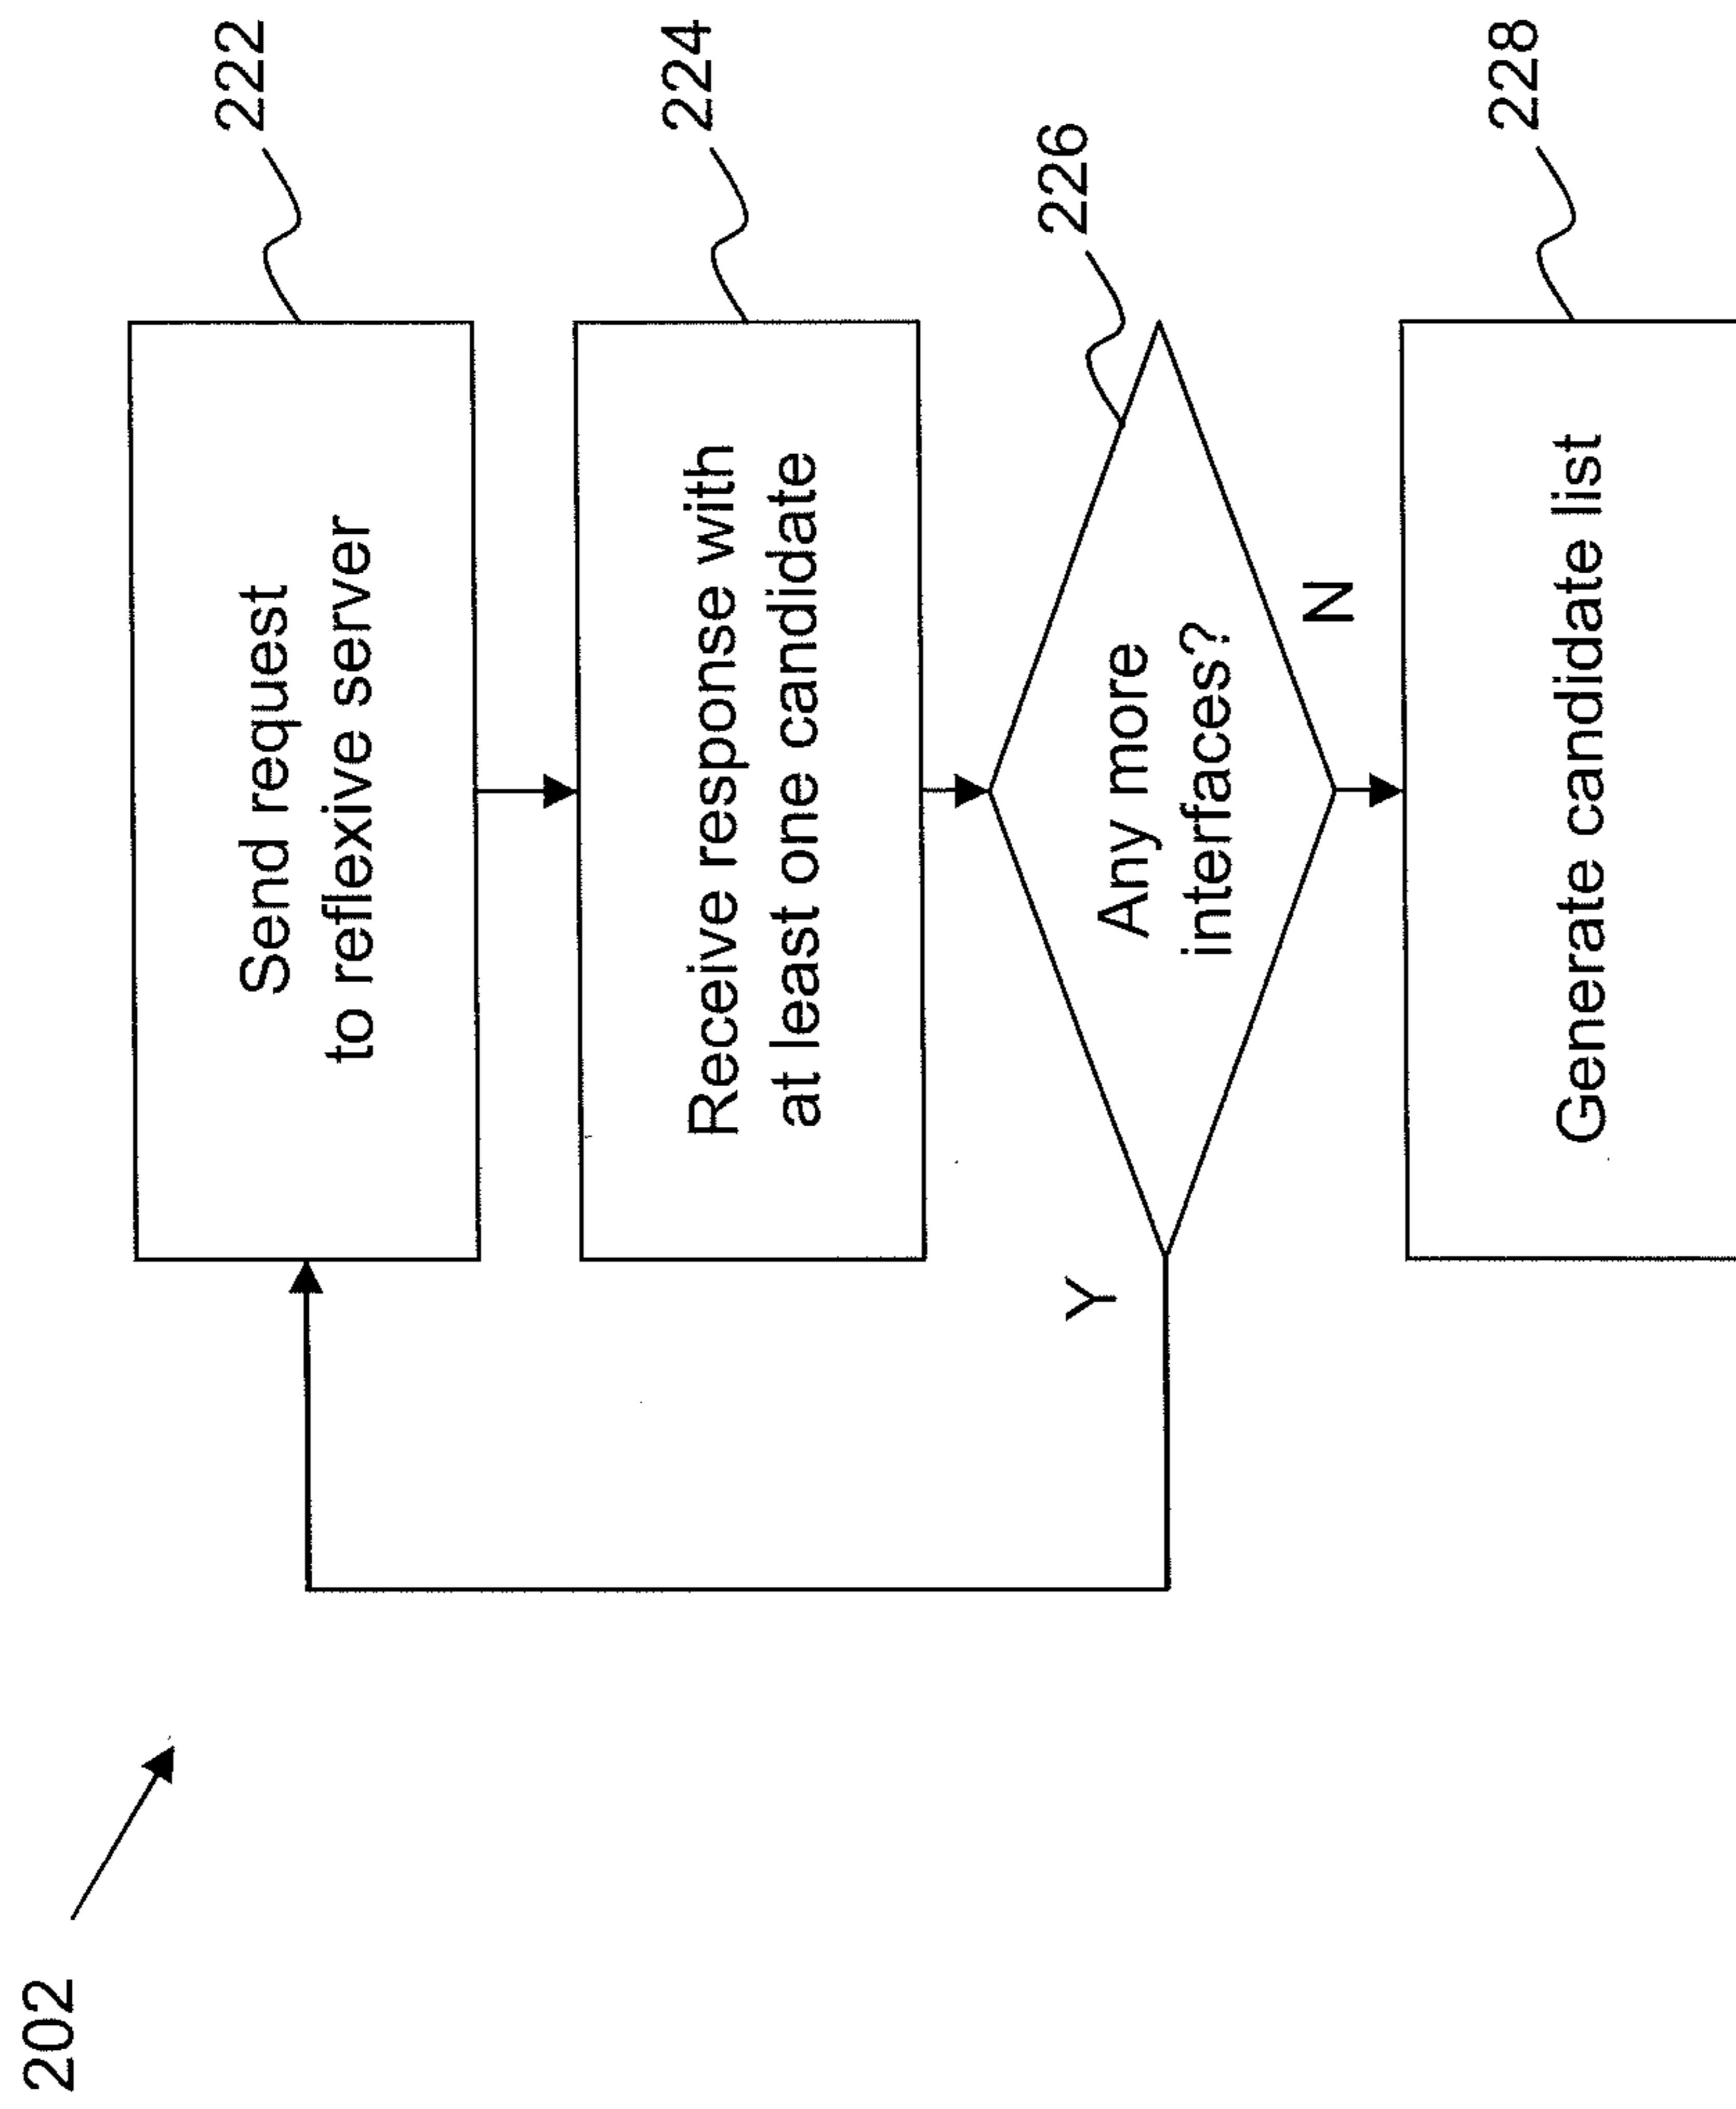 202
Send request
to reflexive server
222
Receive response with
at least one candidate
224
Any more
interfaces?
226
Y
N
Generate candidate list
228